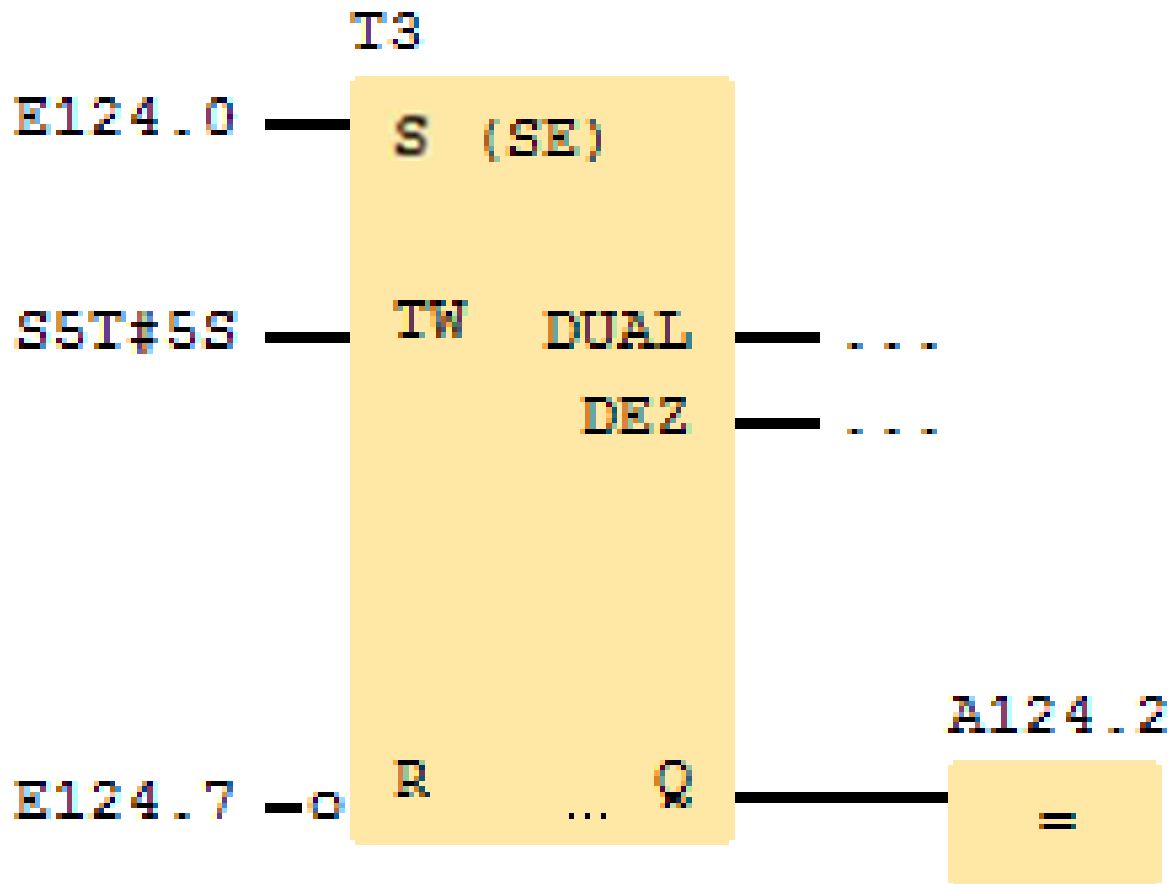 T3
E124.0 S (SE)
S5T#5S TW DUAL ...
DEZ ...
A124.2
E124.7 R ... Q =